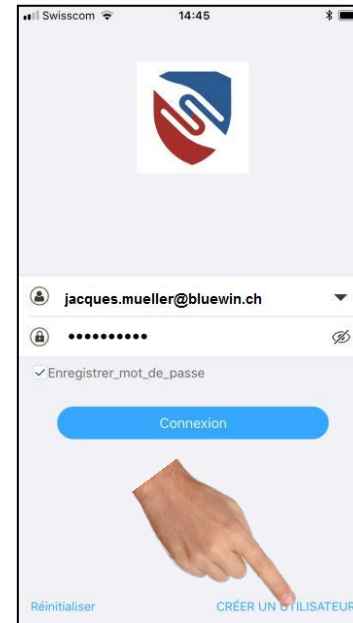 Swisscom 14:45
jacques.mueller@bluewin.ch
••••••••••
Enregistrer_mot_de_passe
Connexion
Réinitialiser CRÉER UN UTILISATEUR